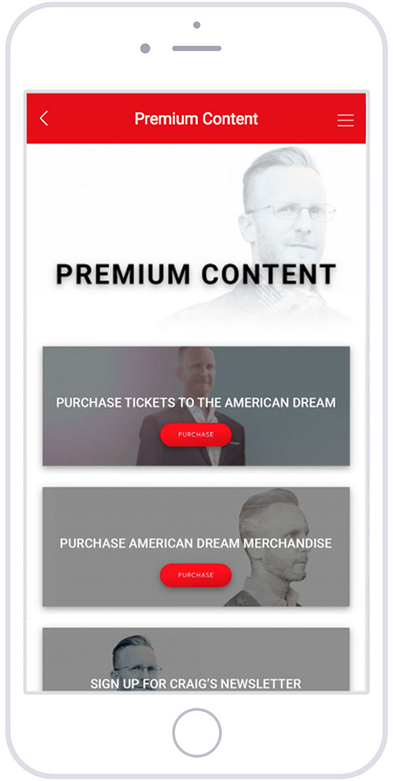 Premium Content
PREMIUM CONTENT
PURCHASE TICKETS TO THE AMERICAN DREAM
PURCHASE
PURCHASE AMERICAN DREAM MERCHANDISE
PURCHASE
SIGN UP FOR CRAIG'S NEWSLETTER